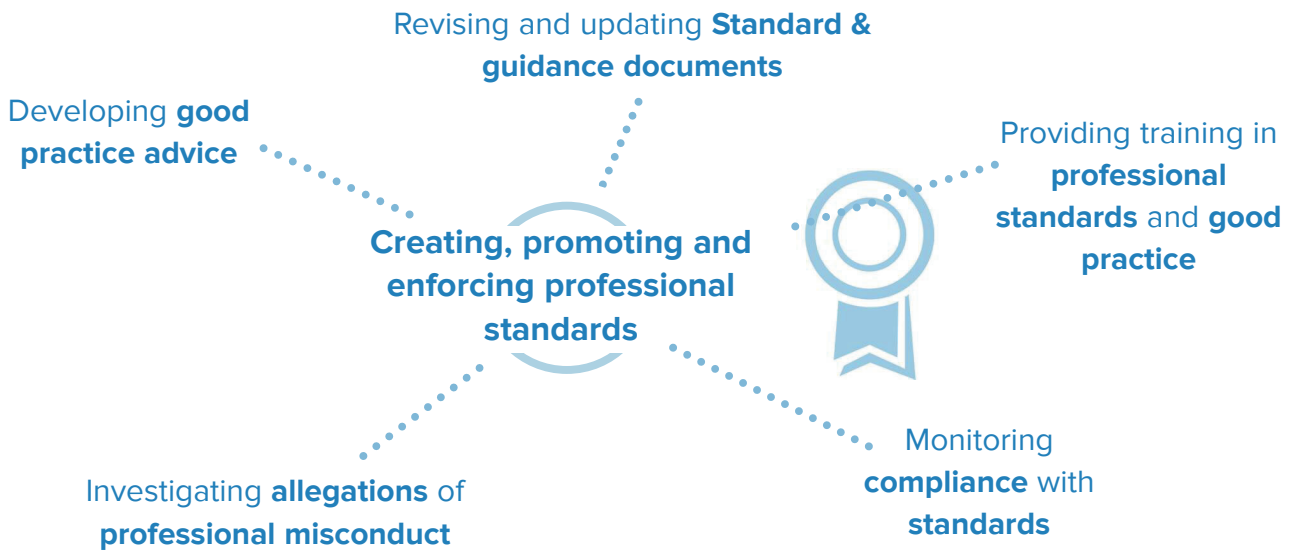 Revising and updating Standard &
guidance documents
Developing good
practice advice
Providing training in
professional
standards and good
practice
Creating, promoting and
enforcing professional
standards
Monitoring
compliance with
standards
Investigating allegations of
professional misconduct